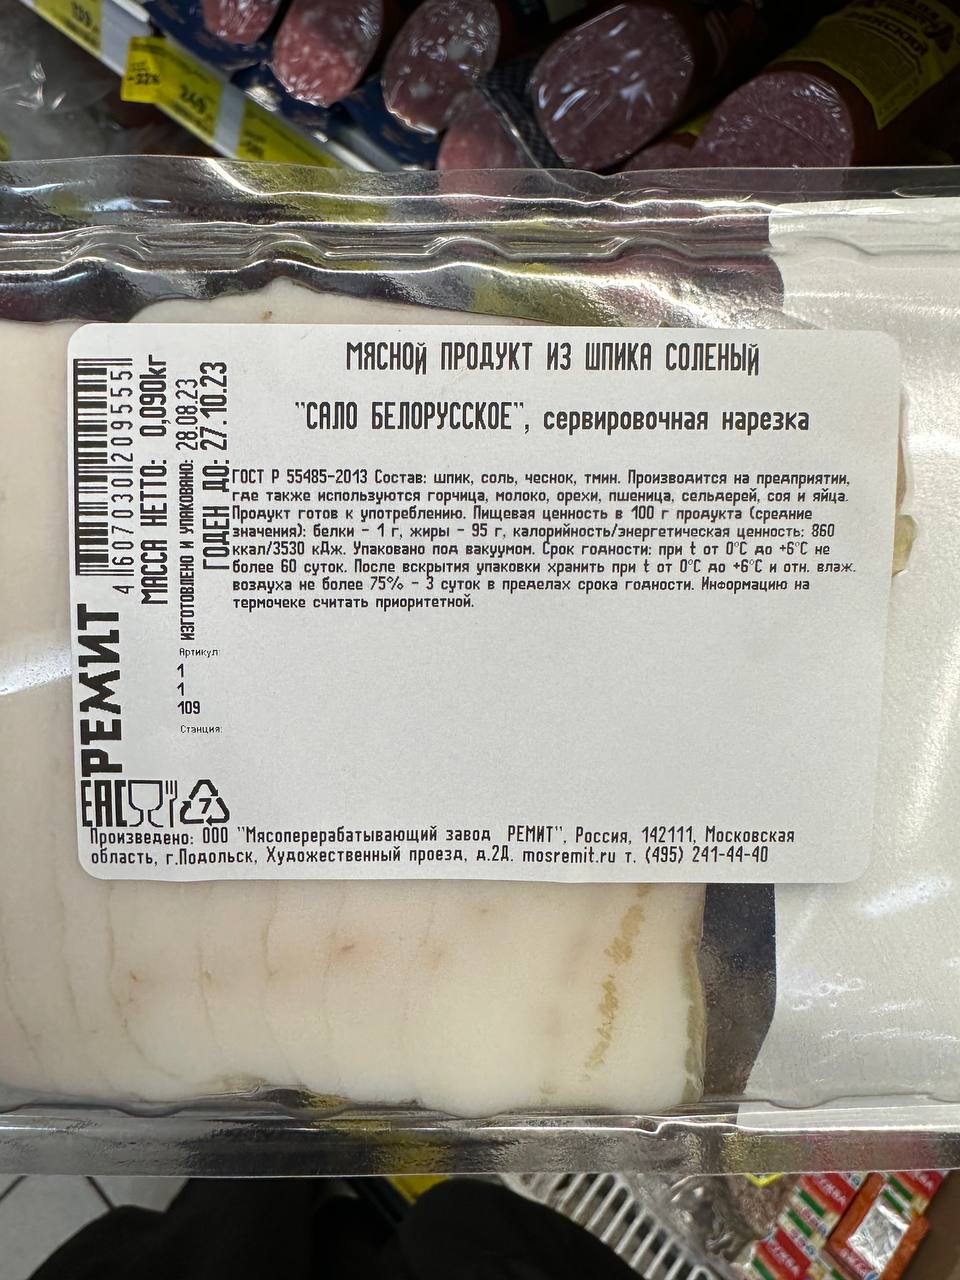 МЯСНОЙ ПРОДУКТ ИЗ ШПИКА СОЛЕНЫЙ
"САЛО БЕЛОРУССКОЕ", сервировочная нарезка
ГОСТ Р 55485-2013 Состав: шпик, соль, чеснок, тмин. Производится на предприятии,
где также используются горчица, молоко, орехи, пшеница, сельдерей, соя и яйца.
Продукт готов к употреблению. Пищевая ценность в 100 г продукта (средние
значения): белки - 1 г, жиры - 95 г, калорийность/энергетическая ценность: 860
ккал/3530 кДж. Упаковано под вакуумом. Срок годности: при t от 0°С до +6°С не
более 60 суток. После вскрытия упаковки хранить при t от 0°С до +6°С и отн. влаж.
воздуха не более 75% - 3 суток в пределах срока годности. Информацию на
термочеке считать приоритетной.
4 607030 209555
МАССА НЕТТО: 0,090кг
ИЗГОТОВЛЕНО И УПАКОВАНО: 28.08.23
ГОДЕН ДО: 27.10.23
РЕМИТ
Артикул:
1
1
109
Станция:
EAC
7
Произведено: ООО "Мясоперерабатывающий завод РЕМИТ", Россия, 142111, Московская
область, г.Подольск, Художественный проезд, д.2Д. mosremit.ru т. (495) 241-44-40